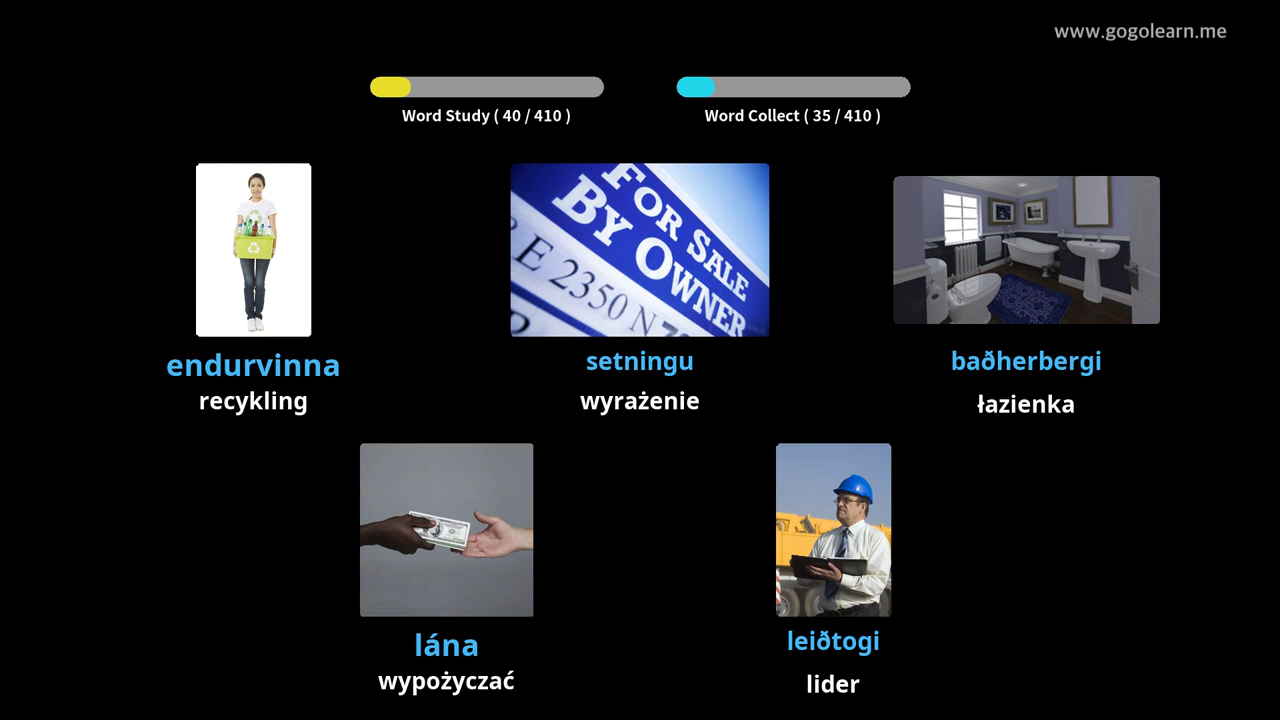 www.gogolearn.me
Word Study ( 40 / 410 )
Word Collect ( 35 / 410 )
FOR SALE
BY OWNER
E 2350 N
endurvinna
recykling
setningu
wyrażenie
baðherbergi
łazienka
lána
wypożyczać
leiðtogi
lider